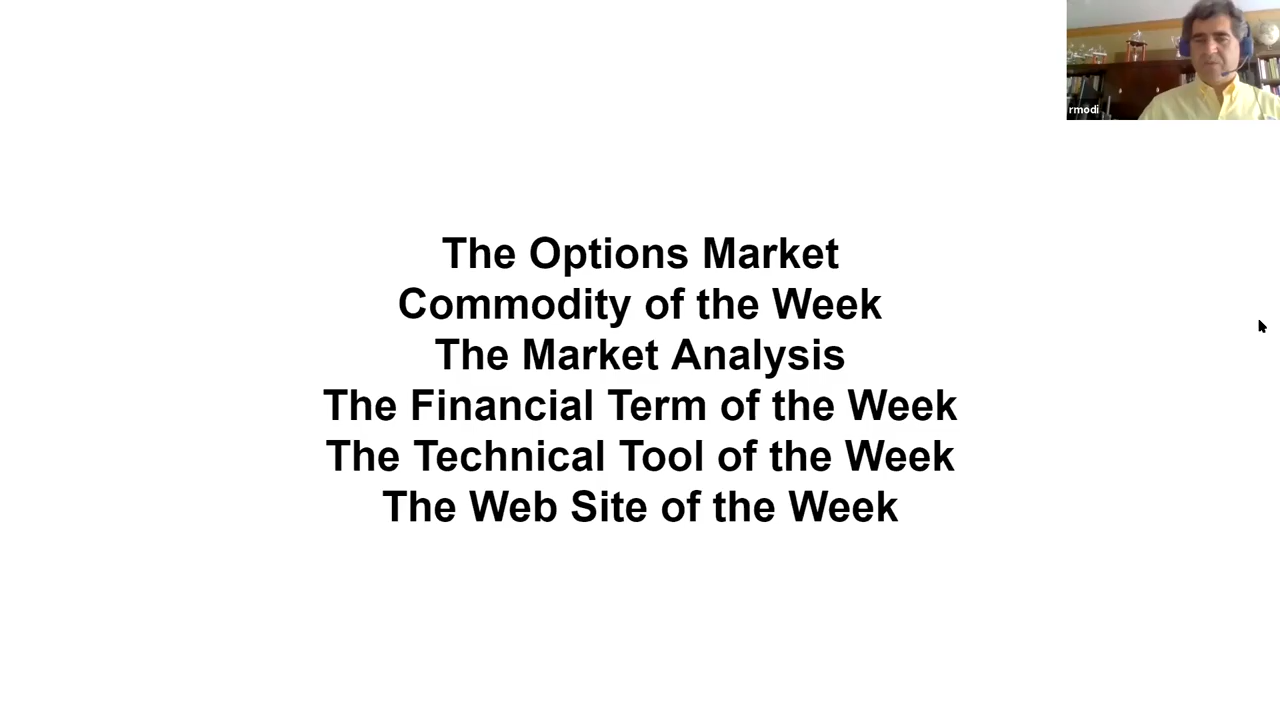 rmodi
The Options Market
Commodity of the Week
The Market Analysis
The Financial Term of the Week
The Technical Tool of the Week
The Web Site of the Week